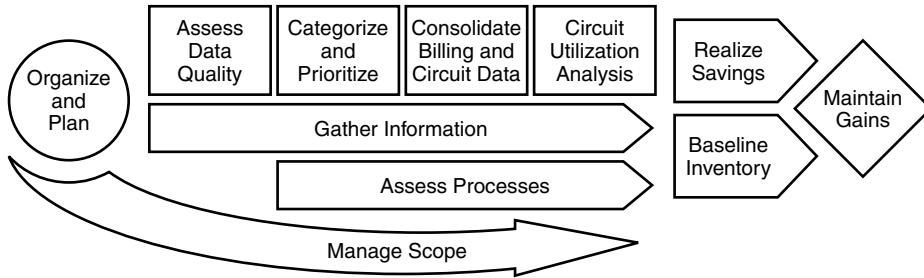 Organize
and
Plan
Assess
Data
Quality
Categorize
and
Prioritize
Consolidate
Billing and
Circuit Data
Circuit
Utilization
Analysis
Gather Information
Assess Processes
Manage Scope
Realize
Savings
Baseline
Inventory
Maintain
Gains